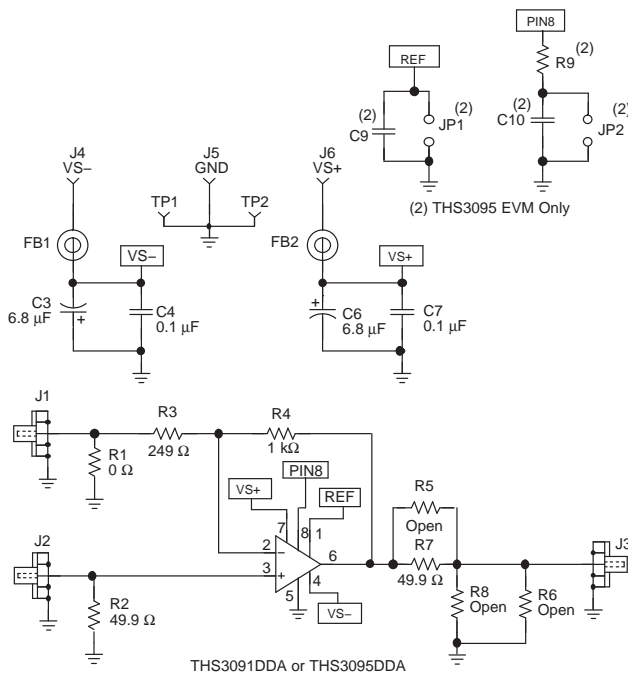 PIN8
REF
(2)
R9
(2)
C9
(2)
JP1
(2)
C10
(2)
JP2
(2) THS3095 EVM Only
J4
VS−
J5
GND
J6
VS+
TP1
TP2
FB1
VS−
FB2
VS+
C3
6.8 μF
+
C4
0.1 μF
+
C6
6.8 μF
C7
0.1 μF
J1
R3
249 Ω
R4
1 kΩ
R1
0 Ω
VS+
PIN8
REF
7
8
1
2
−
3
+
6
5
4
VS−
R5
Open
R7
49.9 Ω
J3
R8
Open
R6
Open
J2
R2
49.9 Ω
THS3091DDA or THS3095DDA